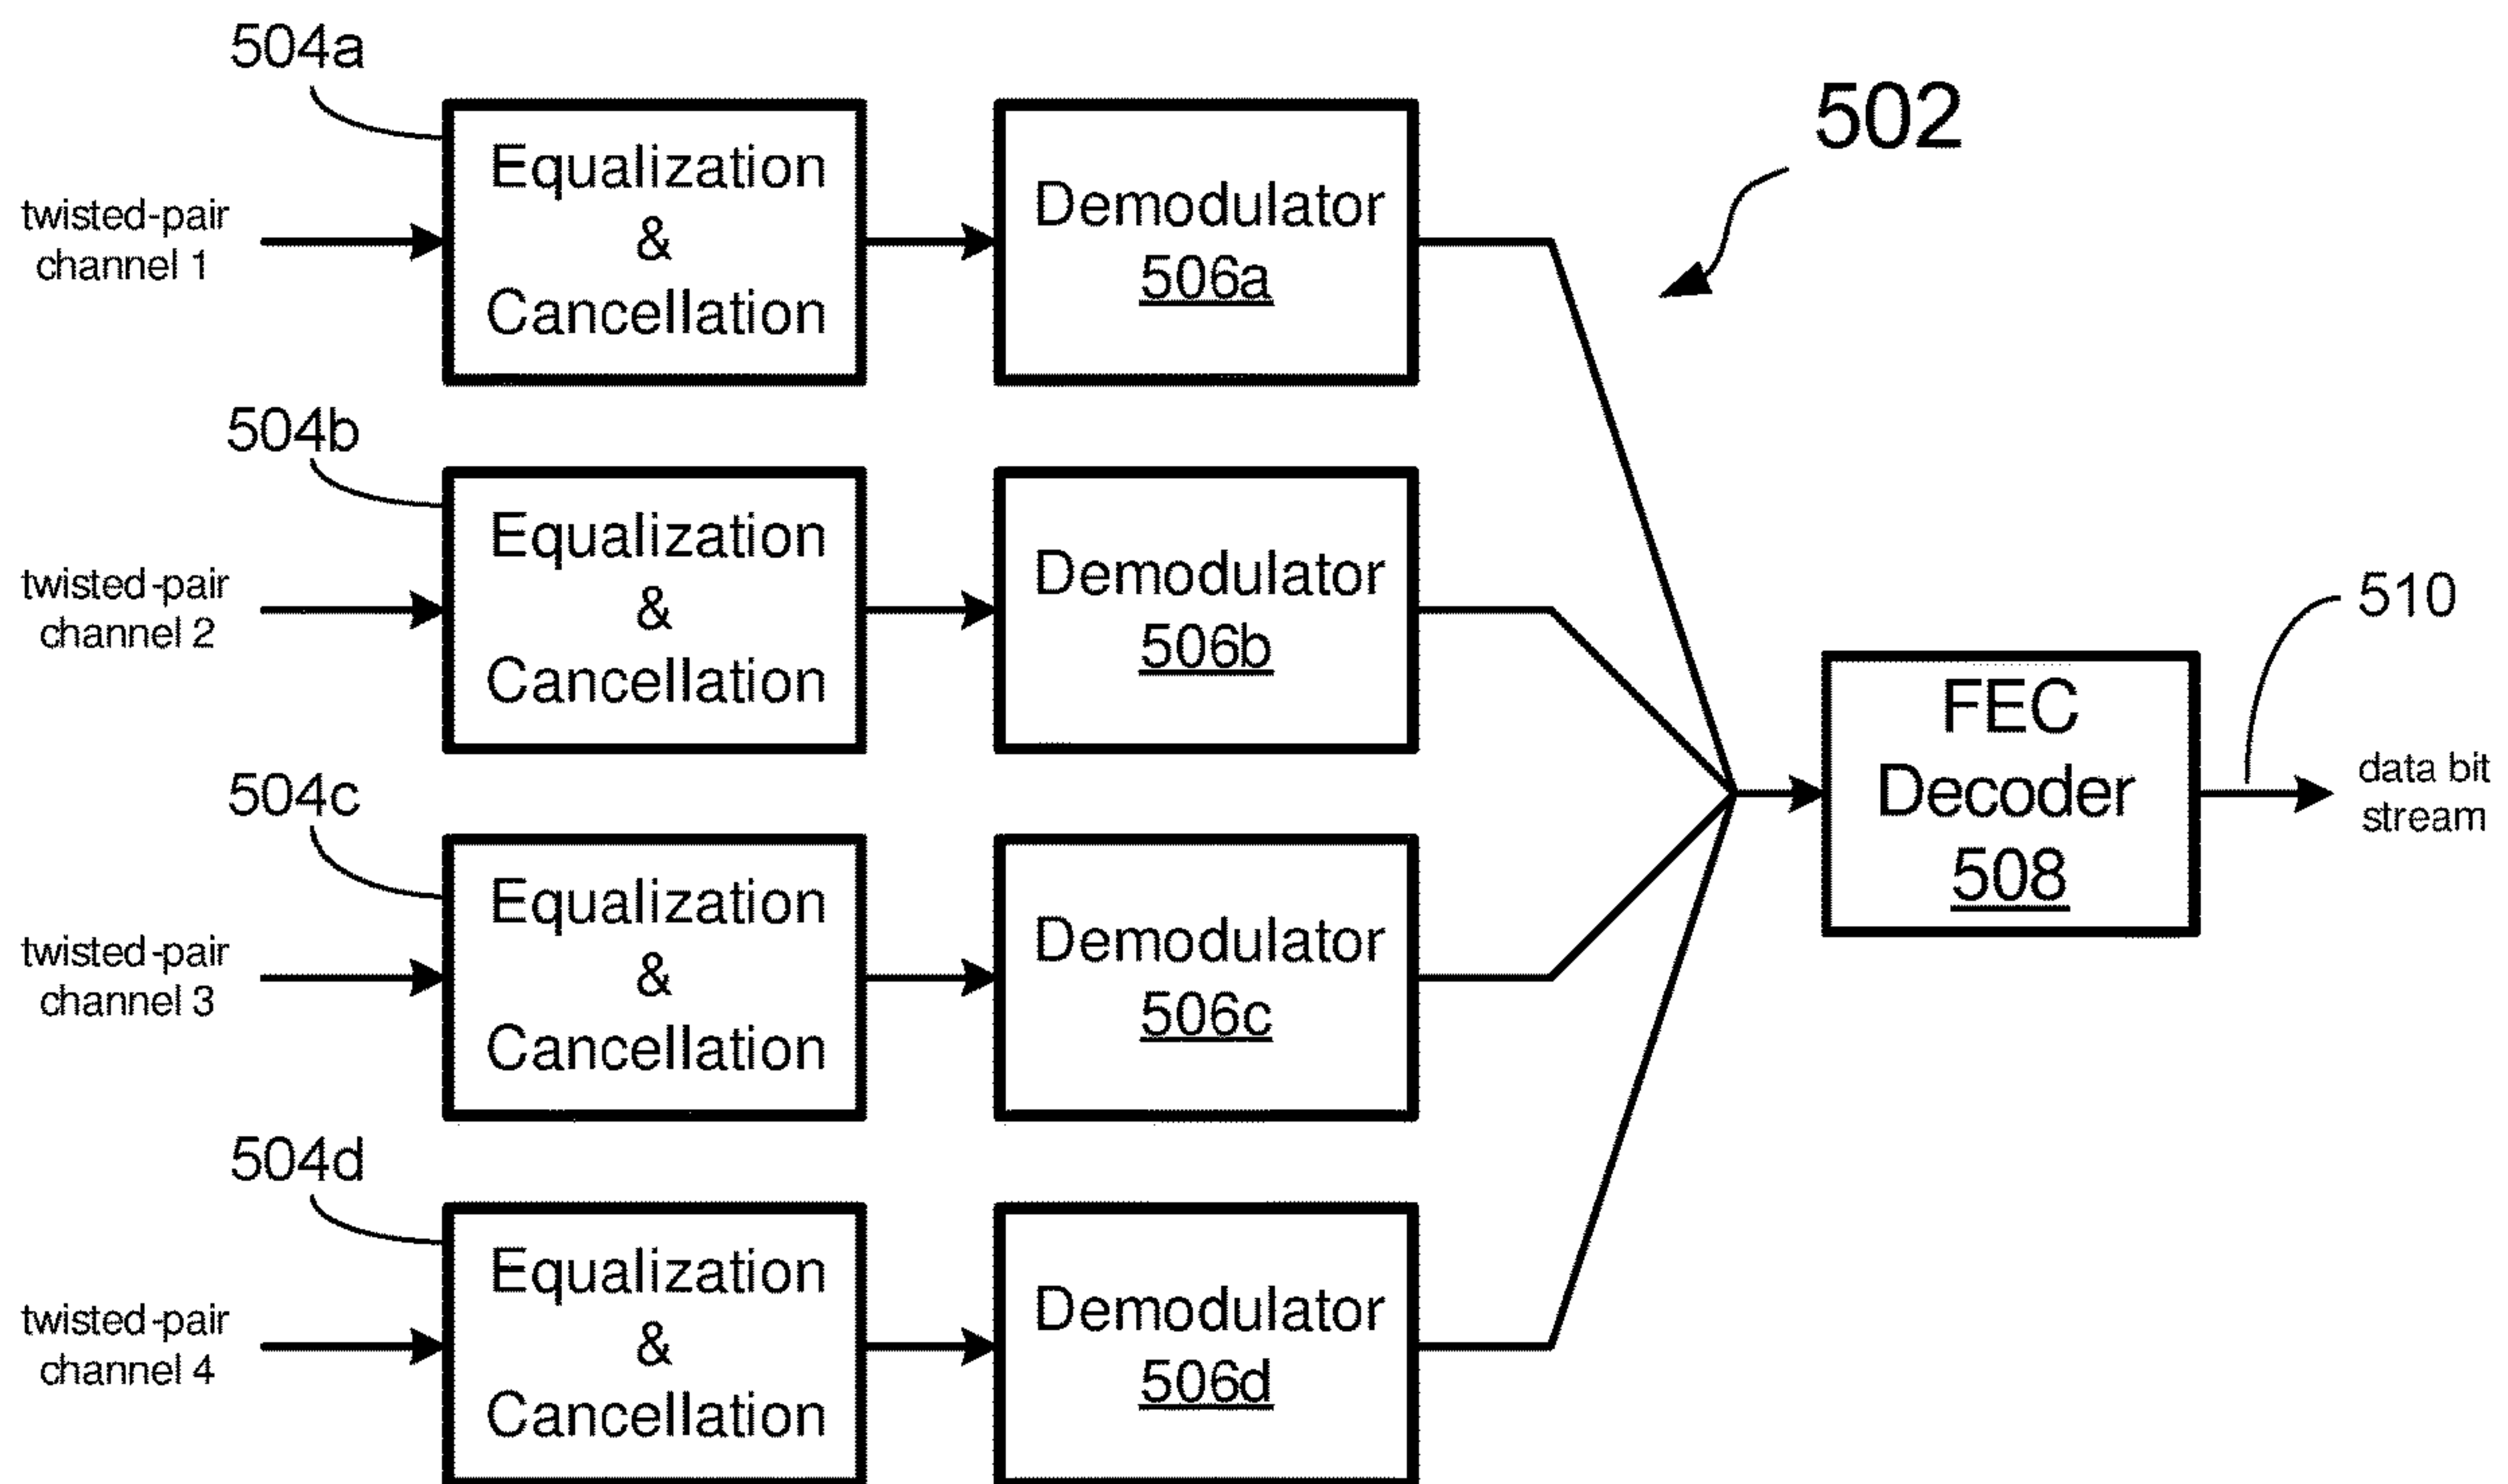 504a
502
twisted-pair
channel 1
Equalization
&
Cancellation
Demodulator
506a
504b
twisted-pair
channel 2
Equalization
&
Cancellation
Demodulator
506b
504c
twisted-pair
channel 3
Equalization
&
Cancellation
Demodulator
506c
504d
twisted-pair
channel 4
Equalization
&
Cancellation
Demodulator
506d
FEC
Decoder
508
510
data bit
stream